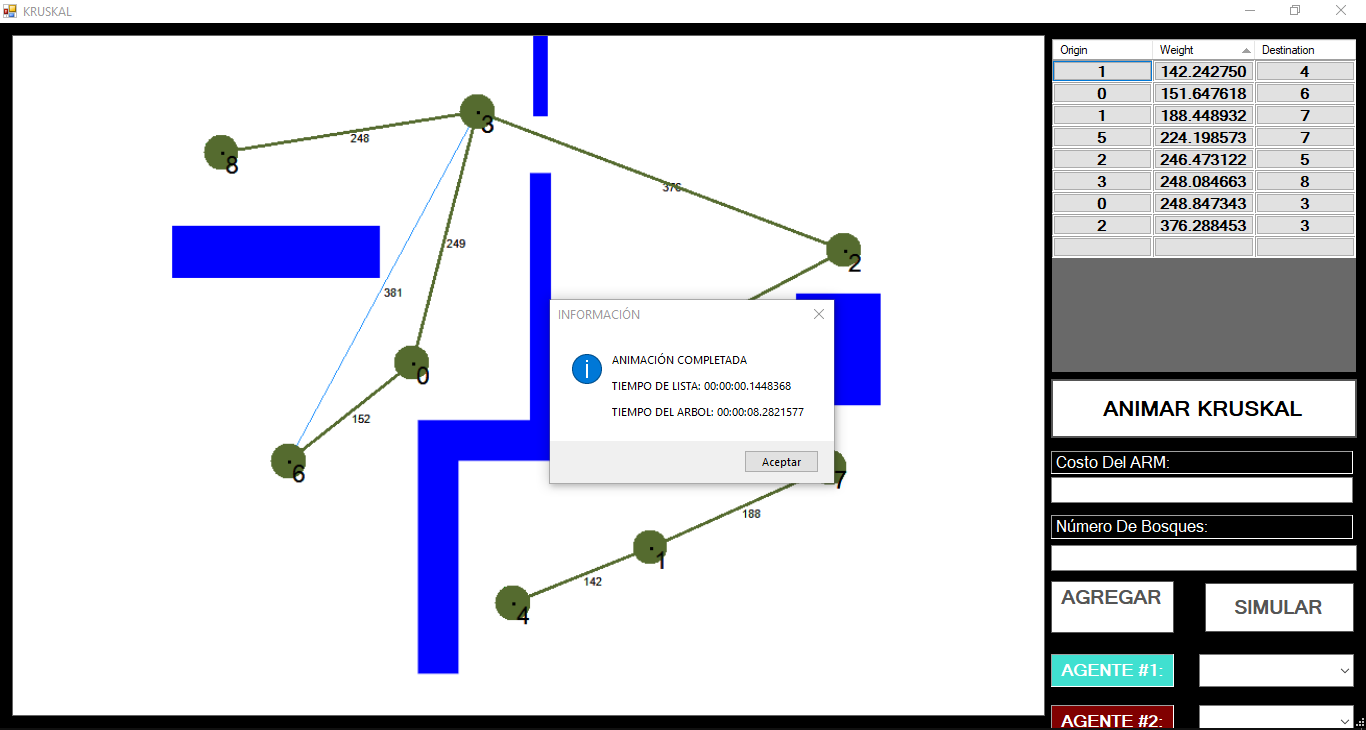 KRUSKAL
Origin Weight Destination
1 142.242750 4
0 151.647618 6
1 188.448932 7
5 224.198573 7
2 246.473122 5
3 248.084663 8
0 248.847343 3
2 376.288453 3
3
248
8
376
249
2
381
INFORMACIÓN
ANIMACIÓN COMPLETADA
TIEMPO DE LISTA: 00:00:00.1448368
TIEMPO DEL ARBOL: 00:00:08.2821577
Aceptar
0
152
6
7
188
1
142
4
ANIMAR KRUSKAL
Costo Del ARM:
Número De Bosques:
AGREGAR
SIMULAR
AGENTE #1:
AGENTE #2: